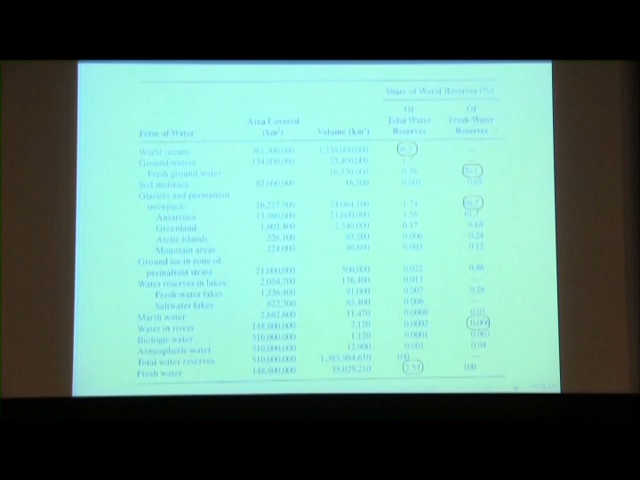 Share of World Reserves (%)
Of Of
Area Covered Total Water Fresh-Water
Form of Water (km²) Volume (km³) Reserves Reserves
World oceans 361,300,000 1,338,000,000 96.5 —
Ground waters 134,800,000 23,400,000 1.7
Fresh ground water 10,530,000 0.76 30.1
Soil moisture 82,000,000 16,500 0.001 0.05
Glaciers and permanent
snowpack: 16,227,500 24,064,100 1.74 68.7
Antarctica 13,980,000 21,600,000 1.56 61.7
Greenland 1,802,400 2,340,000 0.17 6.68
Arctic islands 226,100 83,500 0.006 0.24
Mountain areas 224,000 40,600 0.003 0.12
Ground ice in zone of
permafrost strata 21,000,000 300,000 0.022 0.86
Water reserves in lakes: 2,058,700 176,400 0.013 —
Fresh-water lakes 1,236,400 91,000 0.007 0.26
Saltwater lakes 822,300 85,400 0.006 —
Marsh water 2,682,600 11,470 0.0008 0.03
Water in rivers 148,800,000 2,120 0.0002 0.006
Biologic water 510,000,000 1,120 0.0001 0.003
Atmospheric water 510,000,000 12,900 0.001 0.04
Total water reserves 510,000,000 1,385,984,610 100 —
Fresh water 148,800,000 35,029,210 2.53 100